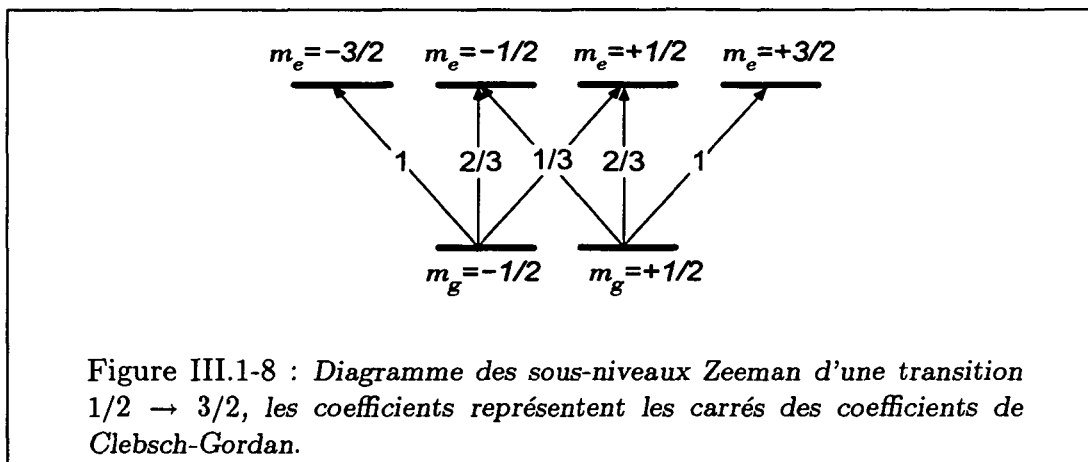 m_e=−3/2 m_e=−1/2 m_e=+1/2 m_e=+3/2
1 2/3 1/3 2/3 1
m_g=−1/2 m_g=+1/2
Figure III.1-8 : Diagramme des sous-niveaux Zeeman d'une transition
1/2 → 3/2, les coefficients représentent les carrés des coefficients de
Clebsch-Gordan.